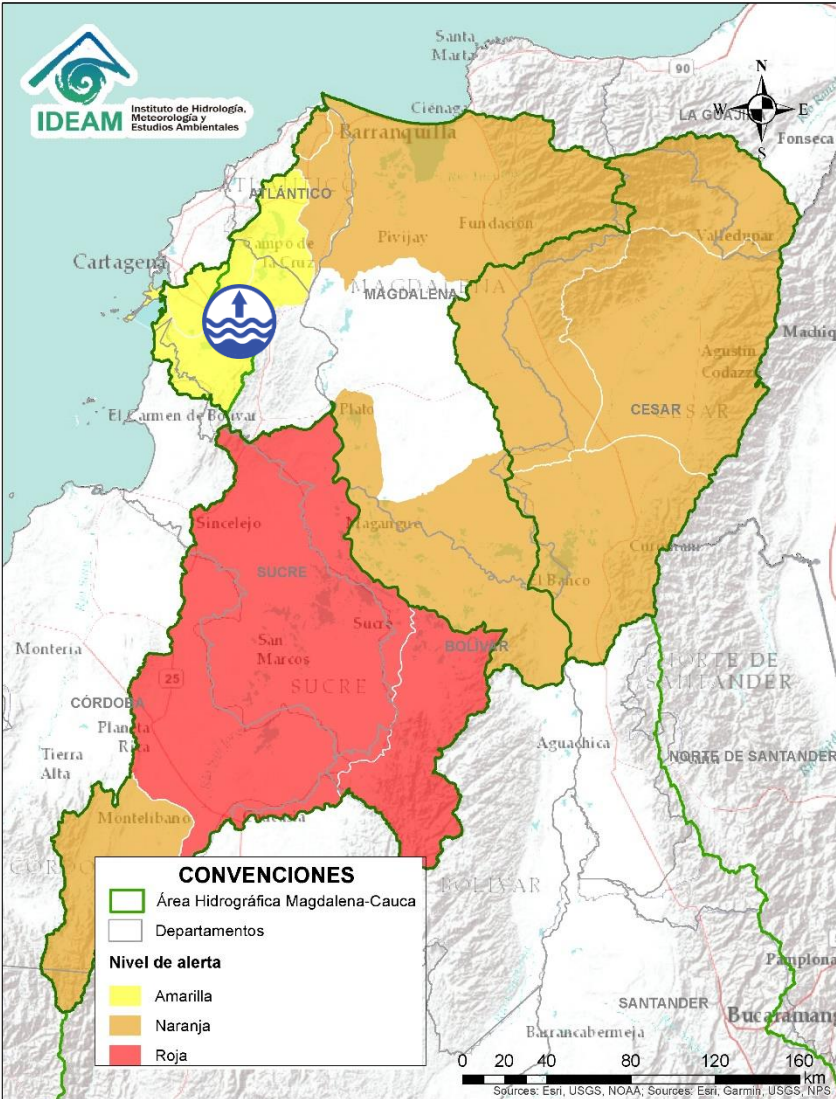 IDEAM
Instituto de Hidrología,
Meteorología y
Estudios Ambientales
Santa
Marta
90
N
W
E
S
LA GUAJI
Fonseca
Ciénaga
Barranquilla
ATLÁNTICO
Campo de
la Cruz
Pivijay
Fundación
Valledupar
Cartagena
MAGDALENA
MAGDALENA
Machiq
Agustín
Codazzi
CESAR
El Carmen de Bolívar
Plato
Sincelejo
Magangué
SUCRE
El Banco
Sucre
BOLÍVAR
San
Marcos
SUCRE
Montería
25
CÓRDOBA
Planeta
Rica
Tierra
Alta
NORTE DE
SANTANDER
Aguachica
NORTE DE SANTANDER
Montelíbano
BOLÍVAR
CONVENCIONES
Área Hidrográfica Magdalena-Cauca
Departamentos
Nivel de alerta
Amarilla
Naranja
Roja
Pamplona
SANTANDER
Bucaramang
Barrancabermeja
0 20 40 80 120 160
km
Sources: Esri, USGS, NOAA; Sources: Esri, Garmin, USGS, NPS